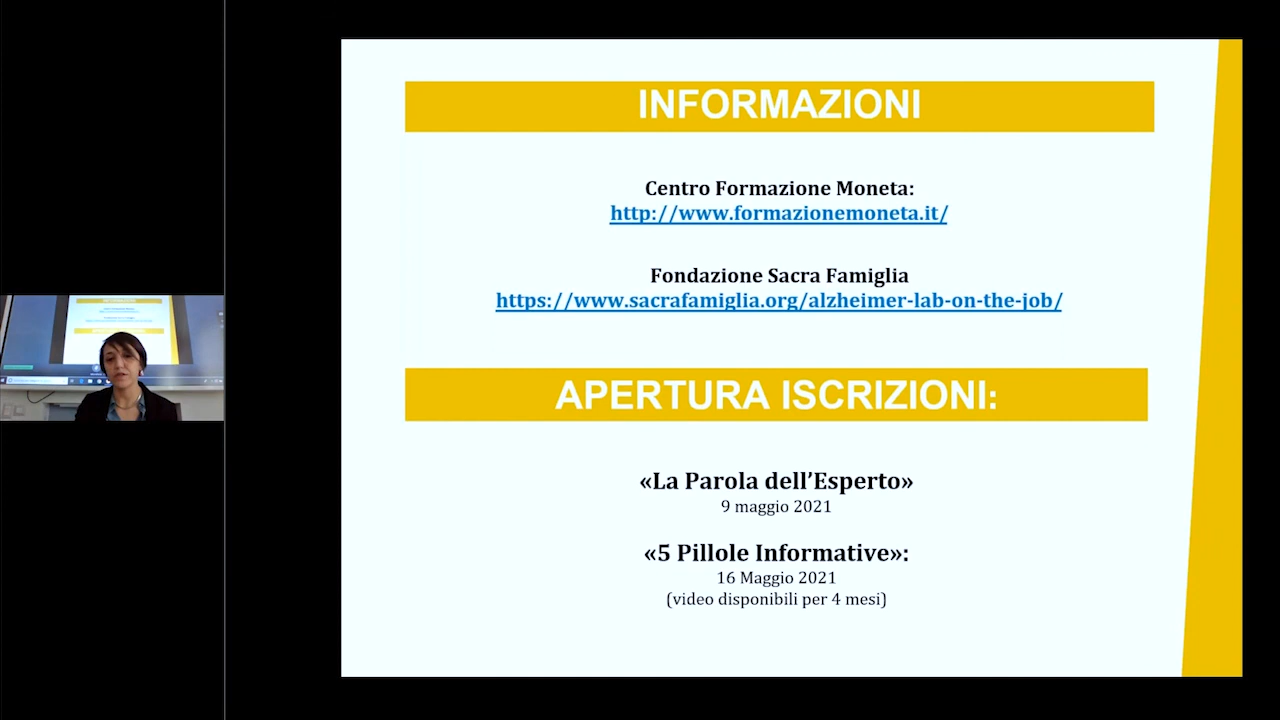 INFORMAZIONI
Centro Formazione Moneta:
http://www.formazionemoneta.it/
Fondazione Sacra Famiglia
https://www.sacrafamiglia.org/alzheimer-lab-on-the-job/
APERTURA ISCRIZIONI:
«La Parola dell'Esperto»
9 maggio 2021
«5 Pillole Informative»:
16 Maggio 2021
(video disponibili per 4 mesi)